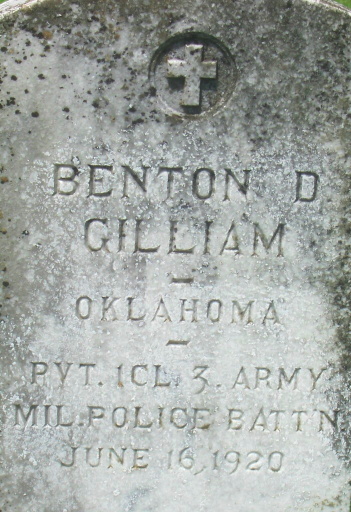 BENTON D
GILLIAM
–
OKLAHOMA
–
PVT. 1CL. 3. ARMY
MIL. POLICE BATT'N
JUNE 16, 1920